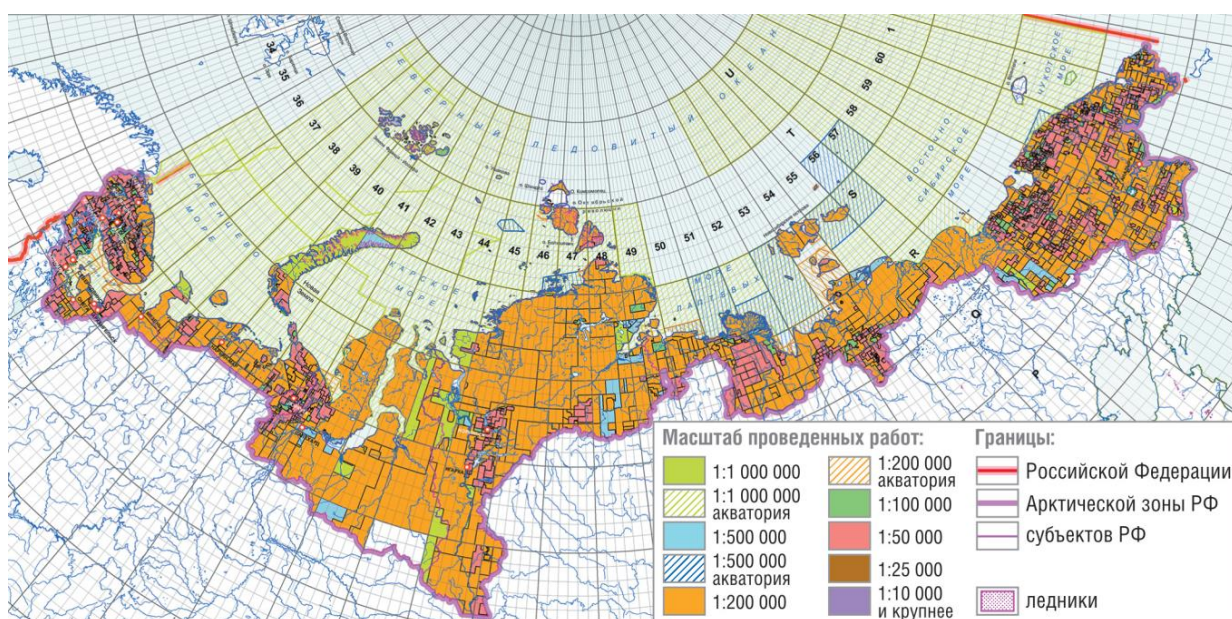 34
35
36
37
38
39
40
41
42
43
44
45
46
47
48
49
50
51
52
53
54
55
56
57
58
59
60
1
U
T
S
R
Q
P
СЕВЕРНЫЙ
ЛЕДОВИТЫЙ
ОКЕАН
БАРЕНЦЕВО
МОРЕ
КАРСКОЕ
МОРЕ
МОРЕ
ЛАПТЕВЫХ
ВОСТОЧНО
СИБИРСКОЕ
МОРЕ
ЧУКОТСКОЕ
МОРЕ
Новая
Земля
Масштаб проведенных работ:
1:1 000 000
1:1 000 000
акватория
1:500 000
1:500 000
акватория
1:200 000
1:200 000
акватория
1:100 000
1:50 000
1:25 000
1:10 000
и крупнее
Границы:
Российской Федерации
Арктической зоны РФ
субъектов РФ
ледники